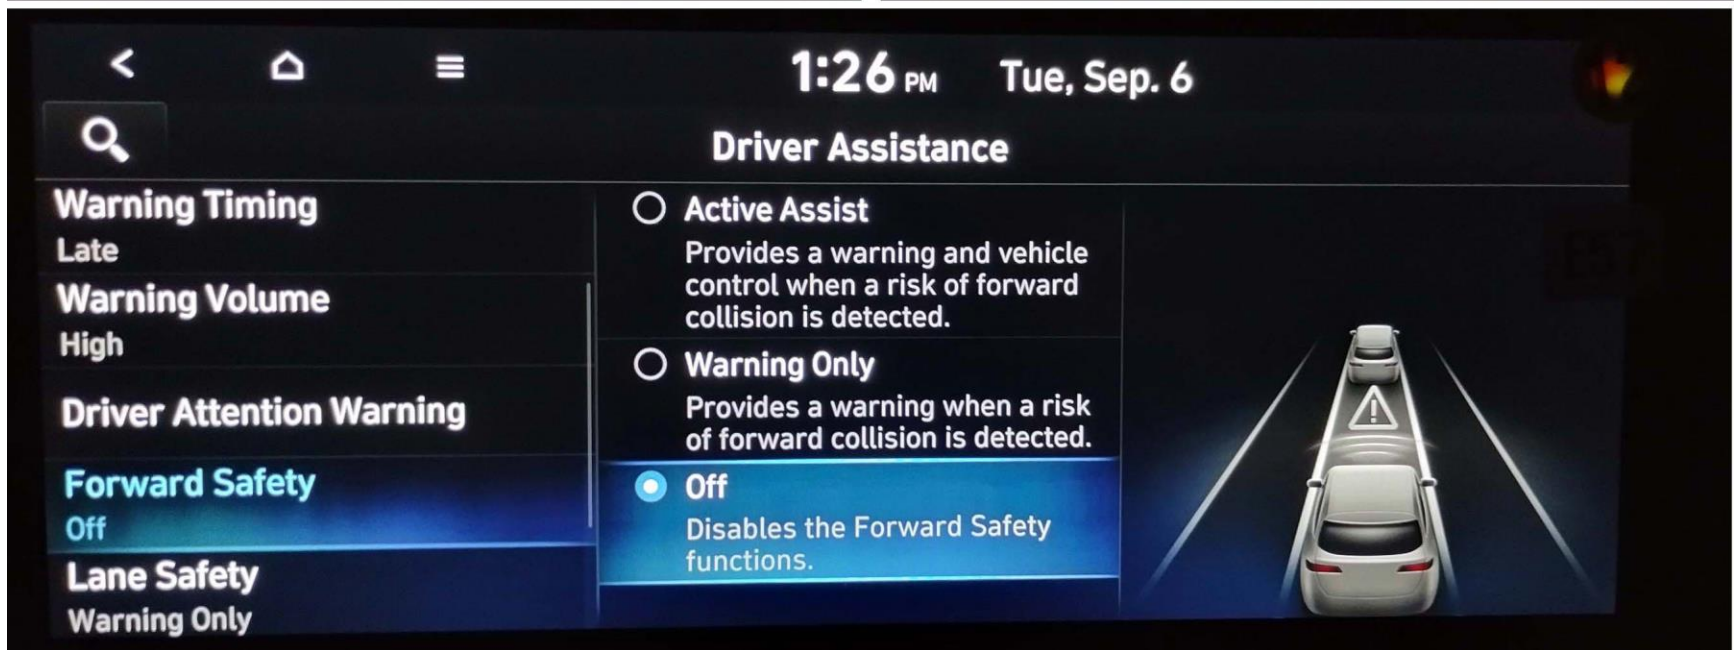 1:26 PM Tue, Sep. 6
Driver Assistance
Warning Timing
Late
Warning Volume
High
Driver Attention Warning
Forward Safety
Off
Lane Safety
Warning Only
Active Assist
Provides a warning and vehicle
control when a risk of forward
collision is detected.
Warning Only
Provides a warning when a risk
of forward collision is detected.
Off
Disables the Forward Safety
functions.